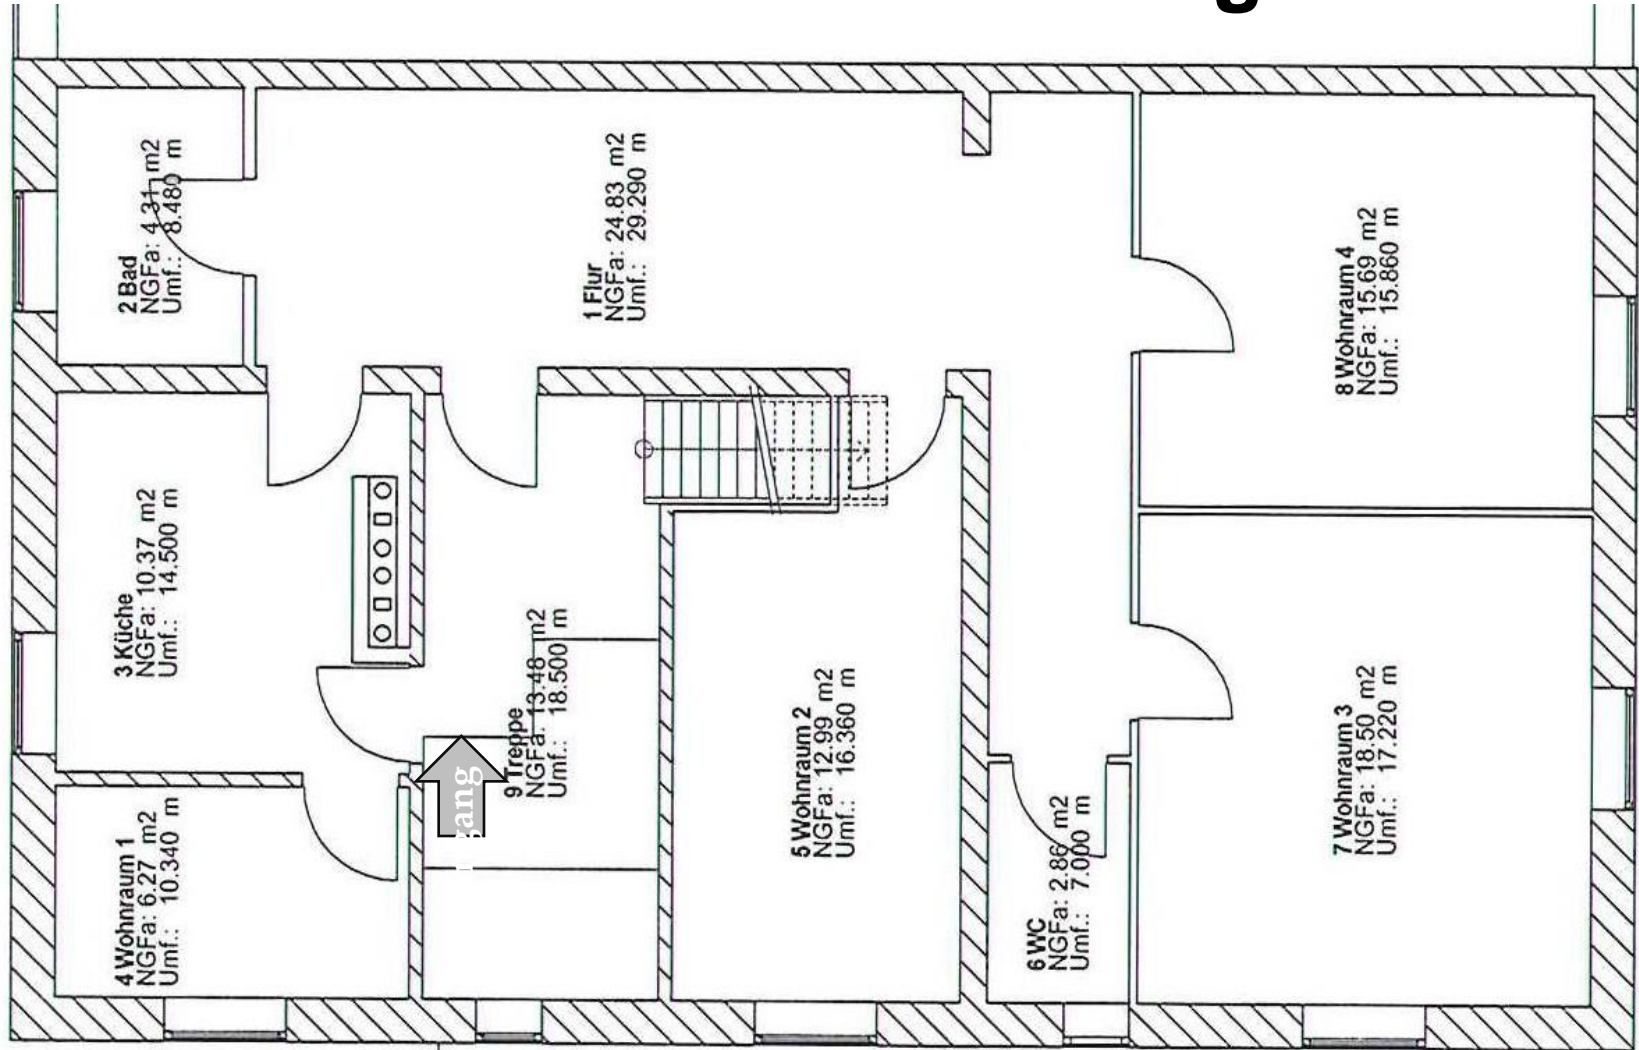 g
2 Bad
NGFa: 4.31 m2
Umf.: 8.480 m
1 Flur
NGFa: 24.83 m2
Umf.: 29.290 m
8 Wohnraum 4
NGFa: 15.69 m2
Umf.: 15.860 m
3 Küche
NGFa: 10.37 m2
Umf.: 14.500 m
9 Treppe
NGFa: 13.48 m2
Umf.: 18.500 m
gang
5 Wohnraum 2
NGFa: 12.99 m2
Umf.: 16.360 m
7 Wohnraum 3
NGFa: 18.50 m2
Umf.: 17.220 m
4 Wohnraum 1
NGFa: 6.27 m2
Umf.: 10.340 m
6 WC
NGFa: 2.86 m2
Umf.: 7.000 m